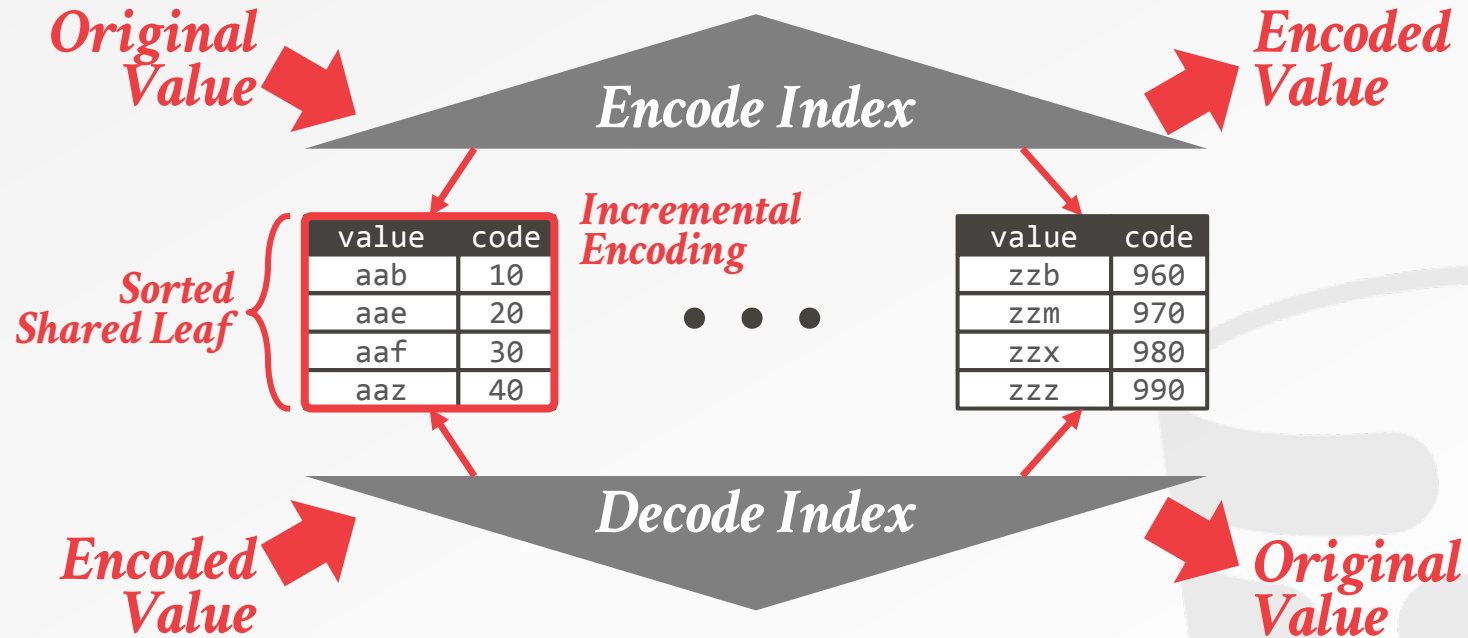 Original
Value
Encode Index
Encoded
Value
Sorted
Shared Leaf
value code
aab 10
aae 20
aaf 30
aaz 40
Incremental
Encoding
value code
zzb 960
zzm 970
zzx 980
zzz 990
Encoded
Value
Decode Index
Original
Value